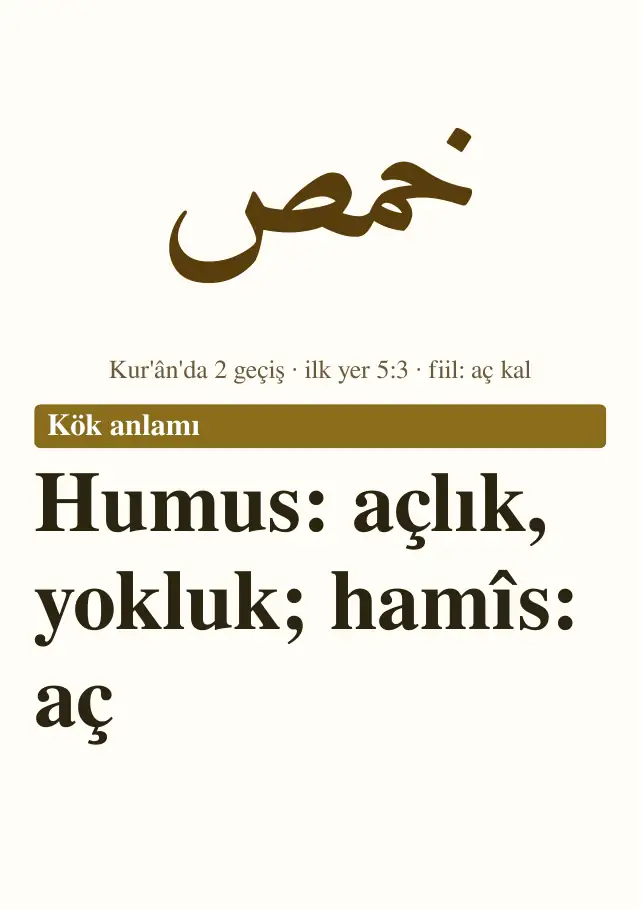 خمص
Kur'ân'da 2 geçiş · ilk yer 5:3 · fiil: aç kal
Kök anlamı
Humus: açlık,
yokluk; hamîs:
aç